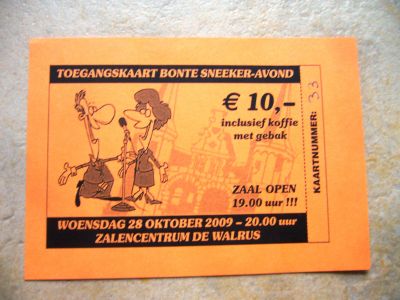 TOEGANGSKAART BONTE SNEEKER-AVOND
€ 10,-
inclusief koffie
met gebak
ZAAL OPEN
19.00 uur !!!
WOENSDAG 28 OKTOBER 2009 – 20.00 uur
ZALENCENTRUM DE WALRUS
KAARTNUMMER: 33